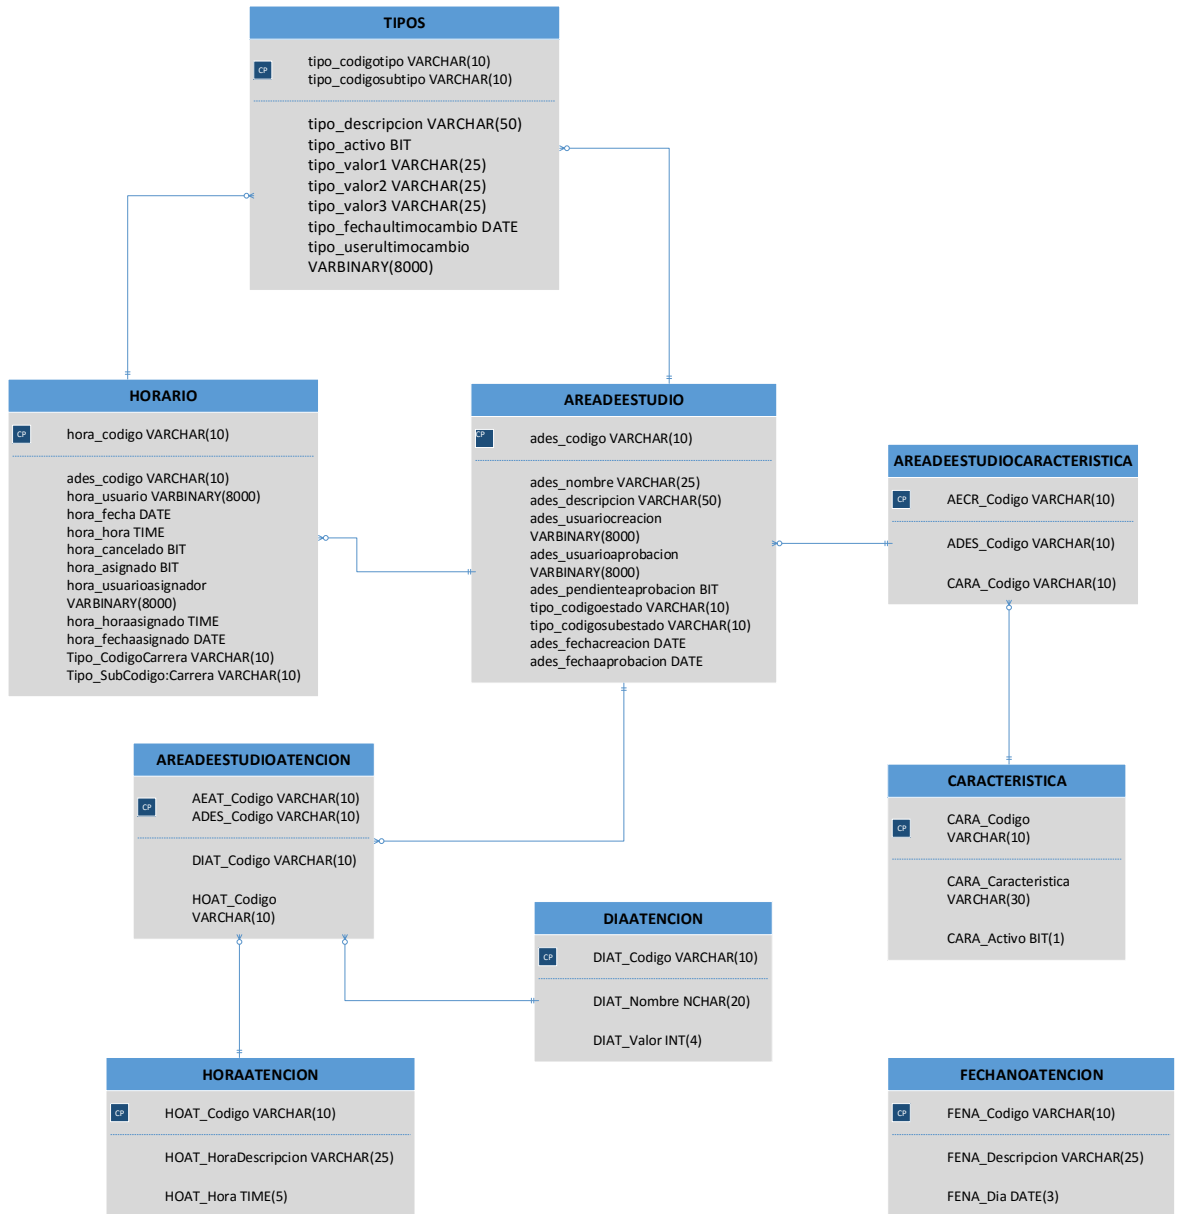 TIPOS
CP
tipo_codigotipo VARCHAR(10)
tipo_codigosubtipo VARCHAR(10)
tipo_descripcion VARCHAR(50)
tipo_activo BIT
tipo_valor1 VARCHAR(25)
tipo_valor2 VARCHAR(25)
tipo_valor3 VARCHAR(25)
tipo_fechaultimocambio DATE
tipo_userultimocambio
VARBINARY(8000)
HORARIO
CP
hora_codigo VARCHAR(10)
ades_codigo VARCHAR(10)
hora_usuario VARBINARY(8000)
hora_fecha DATE
hora_hora TIME
hora_cancelado BIT
hora_asignado BIT
hora_usuarioasignador
VARBINARY(8000)
hora_horaasignado TIME
hora_fechaasignado DATE
Tipo_CodigoCarrera VARCHAR(10)
Tipo_SubCodigo:Carrera VARCHAR(10)
AREADEESTUDIO
CP
ades_codigo VARCHAR(10)
ades_nombre VARCHAR(25)
ades_descripcion VARCHAR(50)
ades_usuariocreacion
VARBINARY(8000)
ades_usuarioaprobacion
VARBINARY(8000)
ades_pendienteaprobacion BIT
tipo_codigoestado VARCHAR(10)
tipo_codigosubestado VARCHAR(10)
ades_fechacreacion DATE
ades_fechaaprobacion DATE
AREADEESTUDIOCARACTERISTICA
CP
AECR_Codigo VARCHAR(10)
ADES_Codigo VARCHAR(10)
CARA_Codigo VARCHAR(10)
AREADEESTUDIOATENCION
CP
AEAT_Codigo VARCHAR(10)
ADES_Codigo VARCHAR(10)
DIAT_Codigo VARCHAR(10)
HOAT_Codigo
VARCHAR(10)
CARACTERISTICA
CP
CARA_Codigo
VARCHAR(10)
CARA_Caracteristica
VARCHAR(30)
CARA_Activo BIT(1)
DIAATENCION
CP
DIAT_Codigo VARCHAR(10)
DIAT_Nombre NCHAR(20)
DIAT_Valor INT(4)
HORAATENCION
CP
HOAT_Codigo VARCHAR(10)
HOAT_HoraDescripcion VARCHAR(25)
HOAT_Hora TIME(5)
FECHANOATENCION
CP
FENA_Codigo VARCHAR(10)
FENA_Descripcion VARCHAR(25)
FENA_Dia DATE(3)